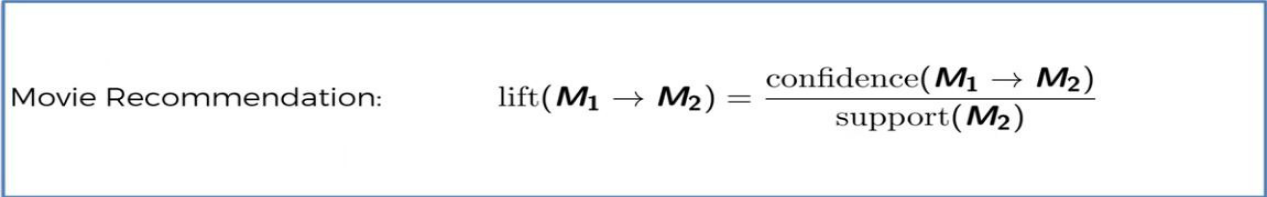 Movie Recommendation: lift(M₁ → M₂) = confidence(M₁ → M₂) / support(M₂)